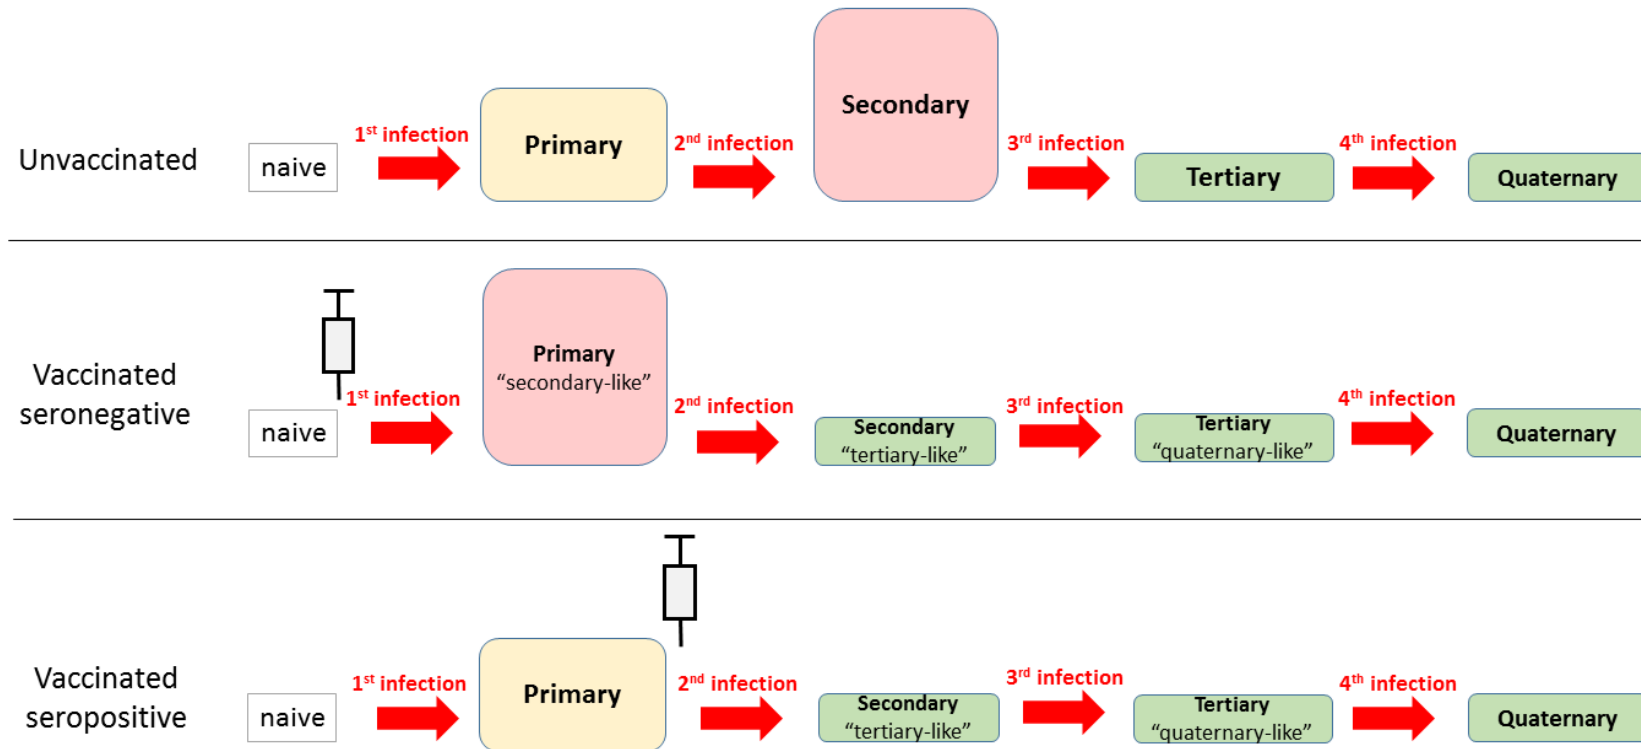 Unvaccinated
naive
1st infection
Primary
2nd infection
Secondary
3rd infection
Tertiary
4th infection
Quaternary
Vaccinated
seronegative
naive
1st infection
Primary
“secondary-like”
2nd infection
Secondary
“tertiary-like”
3rd infection
Tertiary
“quaternary-like”
4th infection
Quaternary
Vaccinated
seropositive
naive
1st infection
Primary
2nd infection
Secondary
“tertiary-like”
3rd infection
Tertiary
“quaternary-like”
4th infection
Quaternary